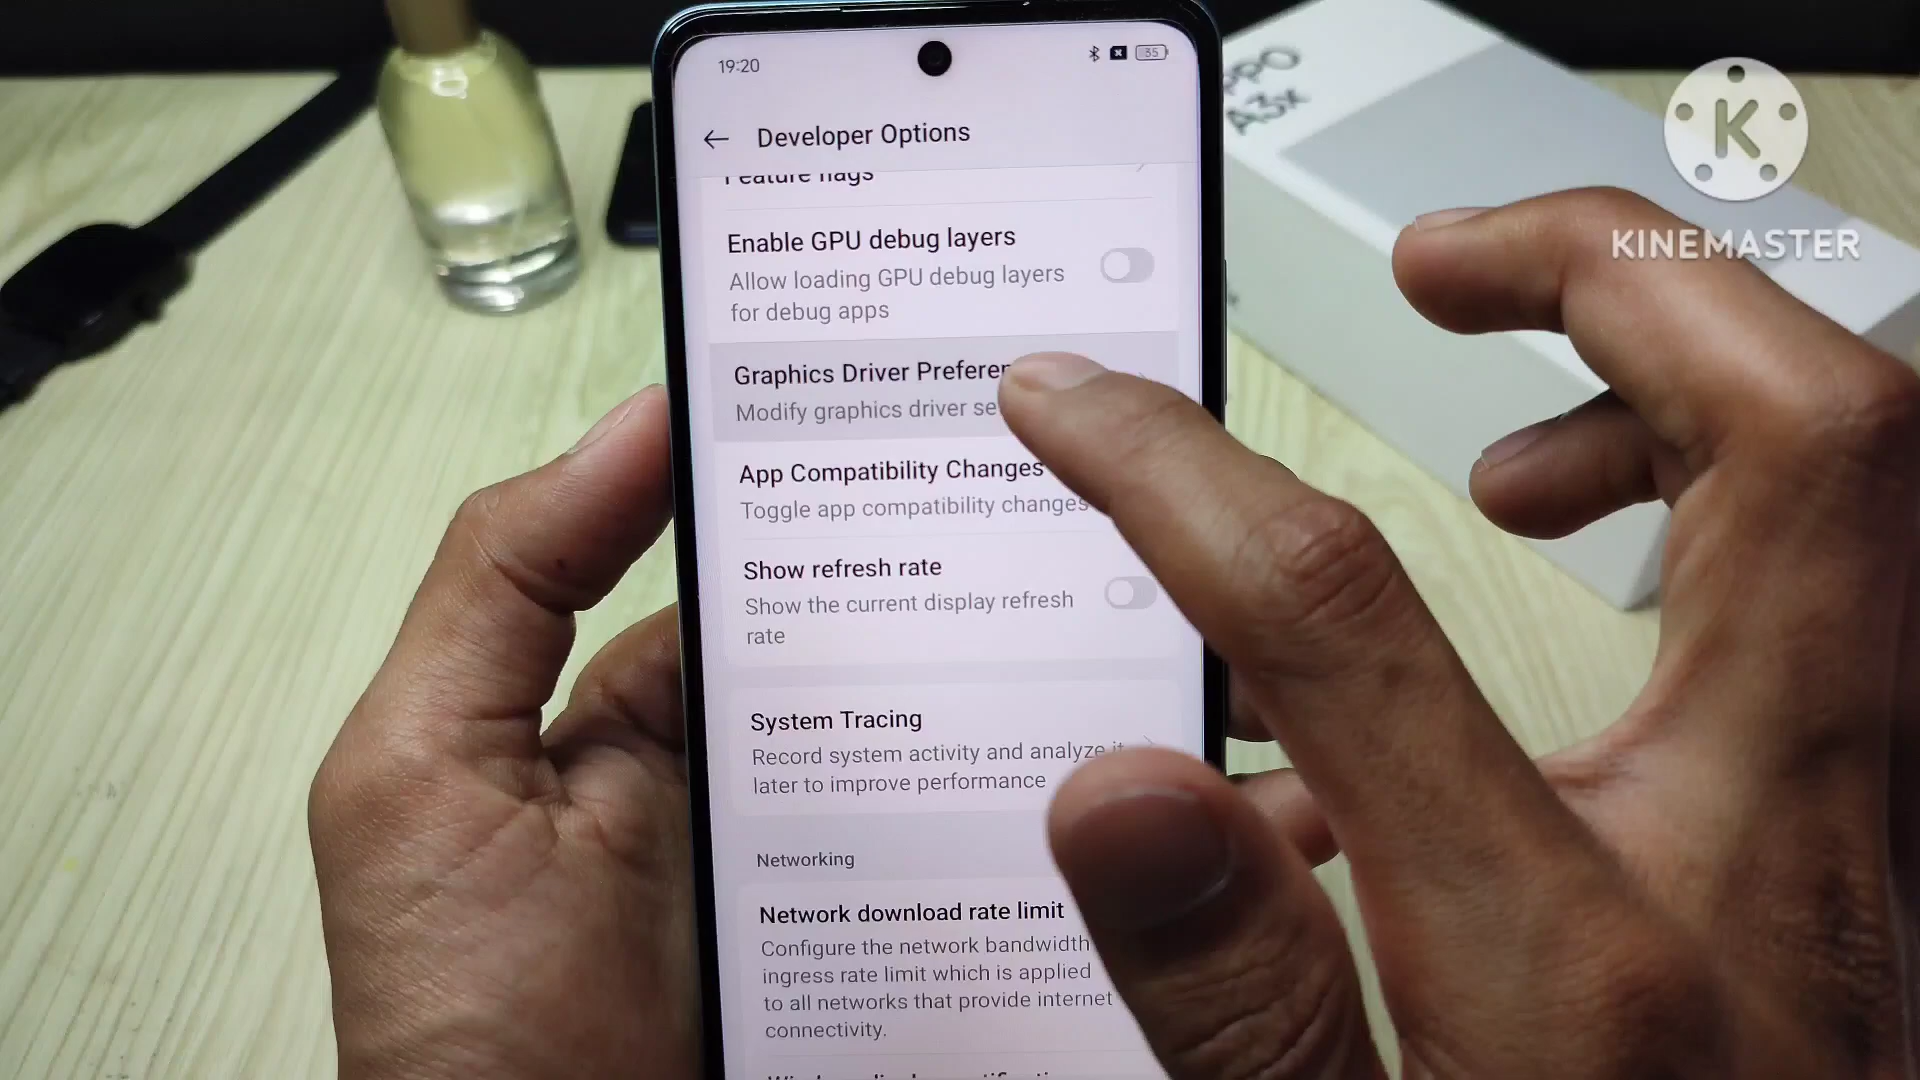 19:20
35
Developer Options
Feature flags
Enable GPU debug layers
Allow loading GPU debug layers
for debug apps
Graphics Driver Preferen
Modify graphics driver se
App Compatibility Changes
Toggle app compatibility changes
Show refresh rate
Show the current display refresh
rate
System Tracing
Record system activity and analyze it
later to improve performance
Networking
Network download rate limit
Configure the network bandwidth
ingress rate limit which is applied
to all networks that provide internet
connectivity.
PPO
A3x
K
KINEMASTER